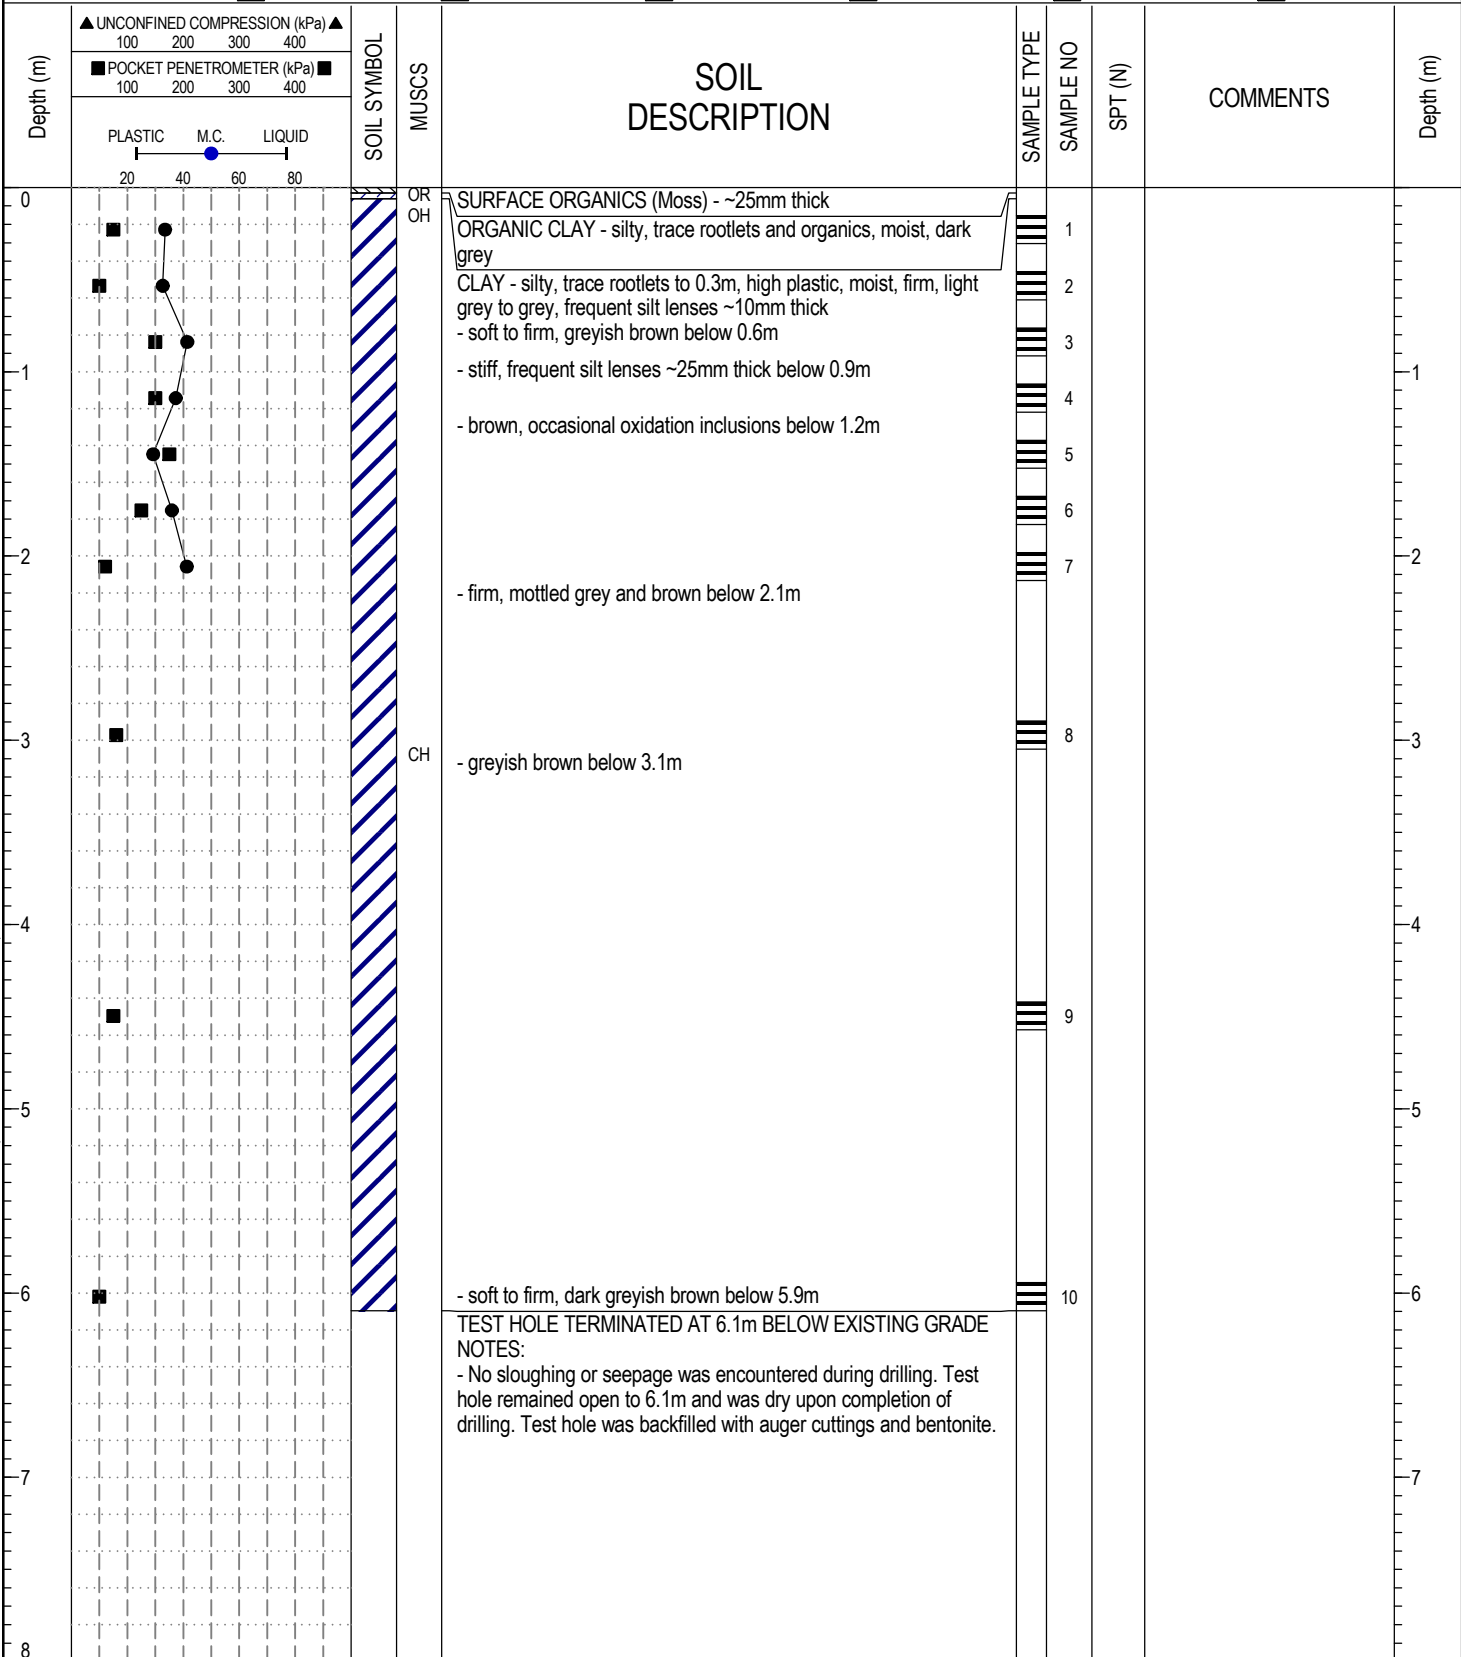 ▲ UNCONFINED COMPRESSION (kPa) ▲
100 200 300 400
■ POCKET PENETROMETER (kPa) ■
100 200 300 400
PLASTIC M.C. LIQUID
20 40 60 80
Depth (m)
SOIL SYMBOL
MUSCS
SOIL
DESCRIPTION
SAMPLE TYPE
SAMPLE NO
SPT (N)
COMMENTS
Depth (m)
0
OR
SURFACE ORGANICS (Moss) - ~25mm thick
OH
ORGANIC CLAY - silty, trace rootlets and organics, moist, dark
grey
1
CLAY - silty, trace rootlets to 0.3m, high plastic, moist, firm, light
grey to grey, frequent silt lenses ~10mm thick
2
- soft to firm, greyish brown below 0.6m
3
1
- stiff, frequent silt lenses ~25mm thick below 0.9m
1
4
- brown, occasional oxidation inclusions below 1.2m
5
6
2
7
2
- firm, mottled grey and brown below 2.1m
8
3
3
CH
- greyish brown below 3.1m
4
4
9
5
5
6
- soft to firm, dark greyish brown below 5.9m
10
6
TEST HOLE TERMINATED AT 6.1m BELOW EXISTING GRADE
NOTES:
- No sloughing or seepage was encountered during drilling. Test
hole remained open to 6.1m and was dry upon completion of
drilling. Test hole was backfilled with auger cuttings and bentonite.
7
7
8